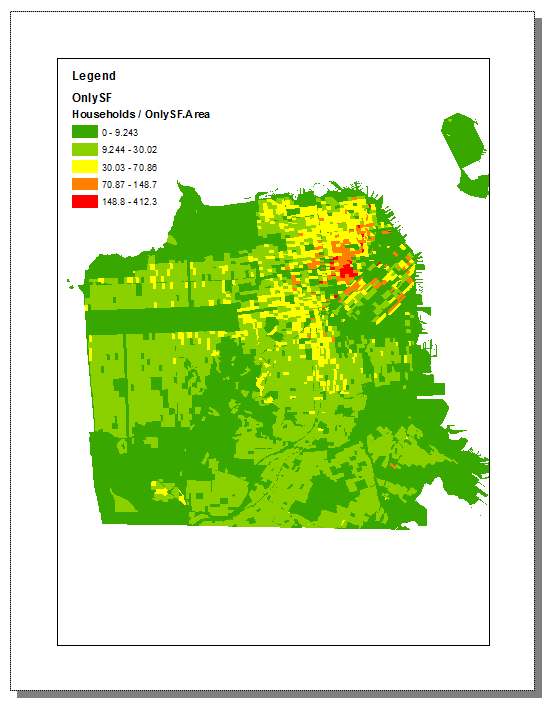 Legend
OnlySF
Households / OnlySF.Area
0 - 9.243
9.244 - 30.02
30.03 - 70.86
70.87 - 148.7
148.8 - 412.3